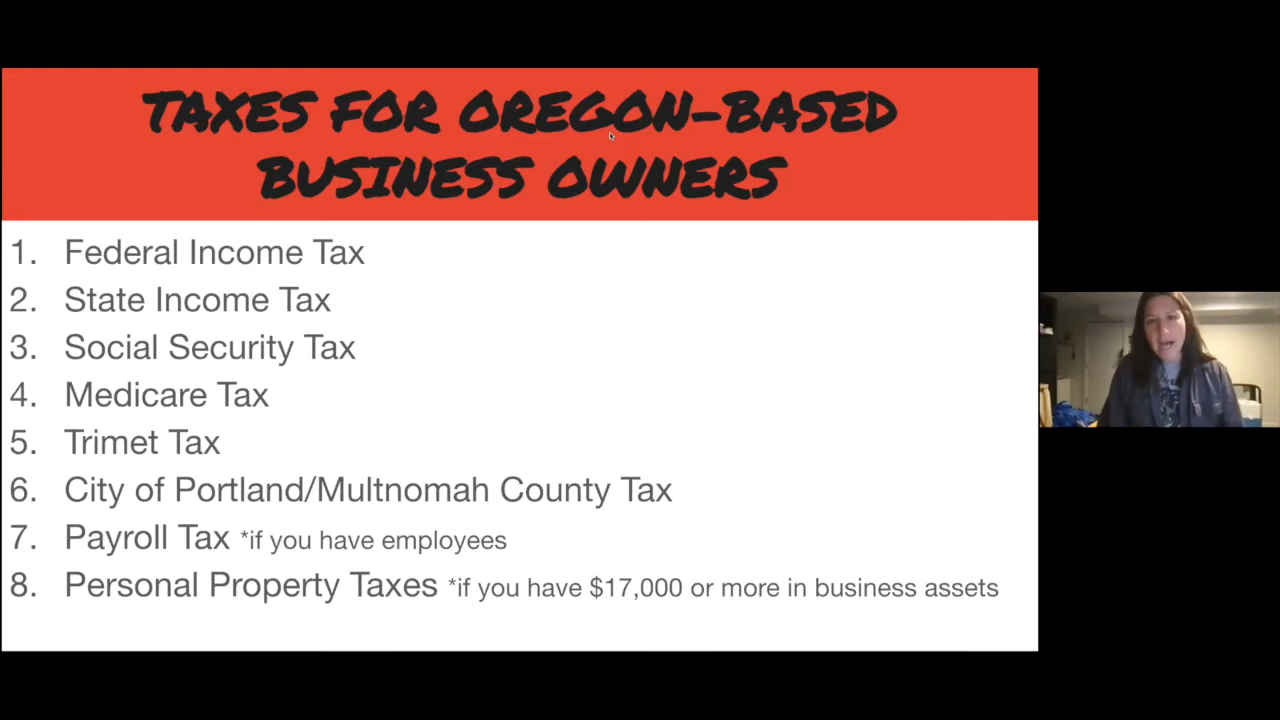 TAXES FOR OREGON-BASED
BUSINESS OWNERS
1. Federal Income Tax
2. State Income Tax
3. Social Security Tax
4. Medicare Tax
5. Trimet Tax
6. City of Portland/Multnomah County Tax
7. Payroll Tax *if you have employees
8. Personal Property Taxes *if you have $17,000 or more in business assets